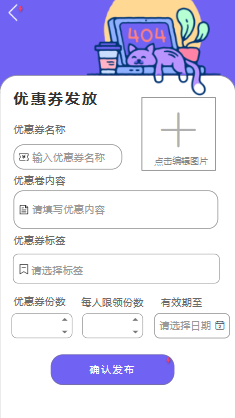 404
优惠券发放
优惠券名称
输入优惠券名称
点击编辑图片
优惠卷内容
请填写优惠内容
优惠券标签
请选择标签
优惠券份数 每人限领份数 有效期至
请选择日期
确认发布